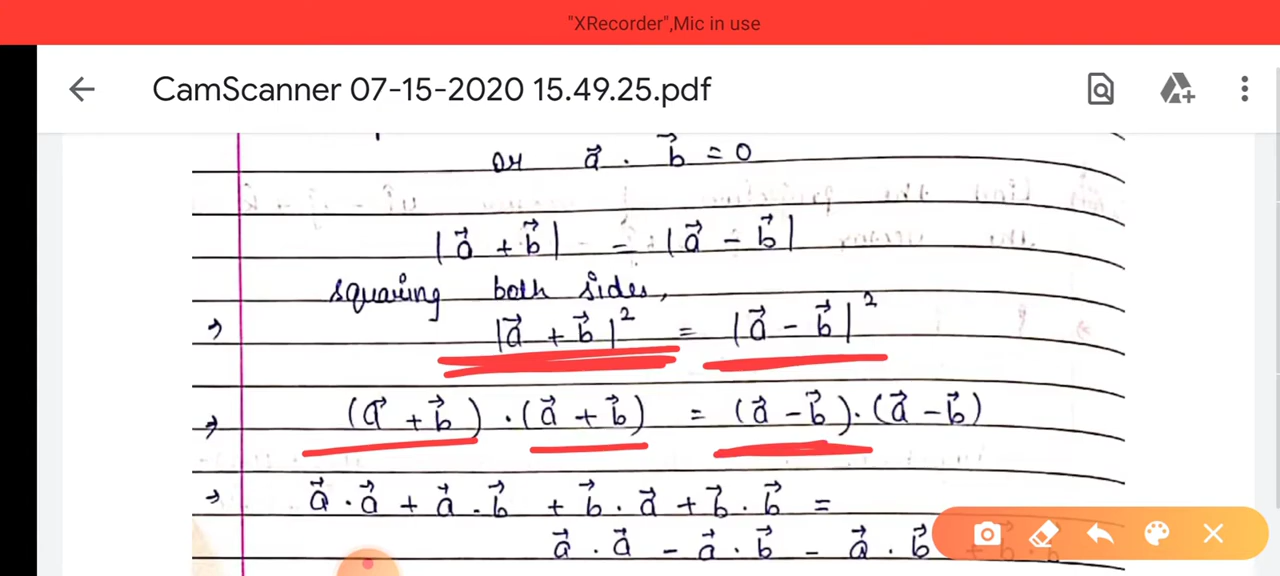 "XRecorder",Mic in use
CamScanner 07-15-2020 15.49.25.pdf
or a⃗ . b⃗ = 0
|a⃗ + b⃗| = |a⃗ - b⃗|
squaring both sides,
→ |a⃗ + b⃗|² = |a⃗ - b⃗|²
→ (a⃗ + b⃗) . (a⃗ + b⃗) = (a⃗ - b⃗) . (a⃗ - b⃗)
→ a⃗ . a⃗ + a⃗ . b⃗ + b⃗ . a⃗ + b⃗ . b⃗ =
a⃗ . a⃗ - a⃗ . b⃗ - a⃗ . b⃗